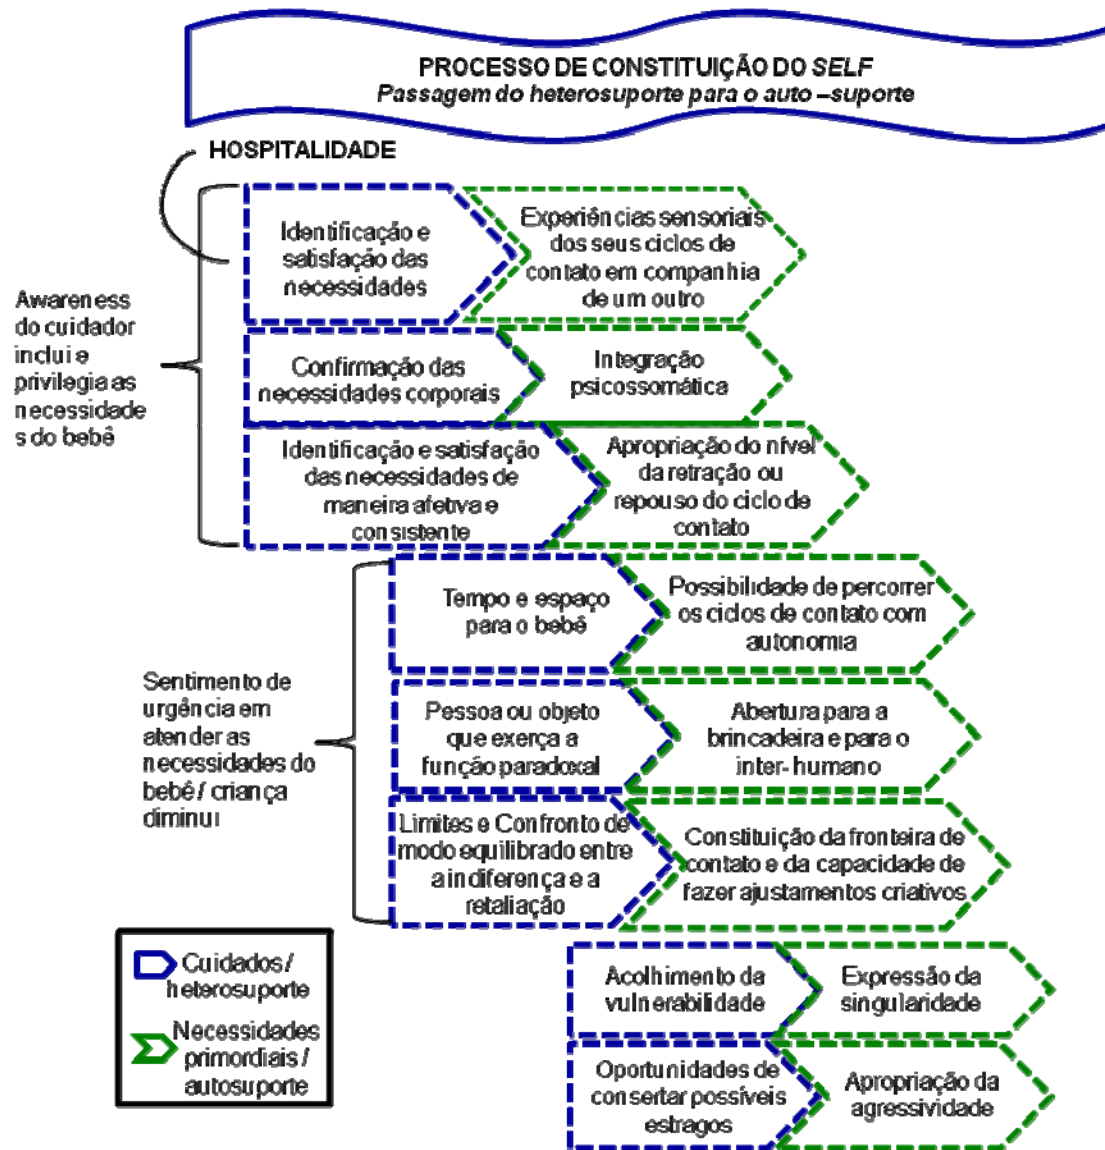 PROCESSO DE CONSTITUIÇÃO DO SELF
Passagem do heterosuporte para o auto –suporte
HOSPITALIDADE
Awareness
do cuidador
inclui e
privilegia as
necessidade
s do bebê
Identificação e
satisfação das
necessidades
Experiências sensoriais
dos seus ciclos de
contato em companhia
de um outro
Confirmação das
necessidades corporais
Integração
psicossomática
Identificação e satisfação
das necessidades de
maneira afetiva e
consistente
Apropriação do nível
da retração ou
repouso do ciclo de
contato
Sentimento de
urgência em
atender as
necessidades do
bebê / criança
diminui
Tempo e espaço
para o bebê
Possibilidade de percorrer
os ciclos de contato com
autonomia
Pessoa ou objeto
que exerça a
função paradoxal
Abertura para a
brincadeira e para o
inter-humano
Limites e Confronto de
modo equilibrado entre
a indiferença e a
retaliação
Constituição da fronteira de
contato e da capacidade de
fazer ajustamentos criativos
Acolhimento da
vulnerabilidade
Expressão da
singularidade
Oportunidades de
consertar possíveis
estragos
Apropriação da
agressividade
Cuidados /
heterosuporte
Necessidades
primordiais /
autosuporte